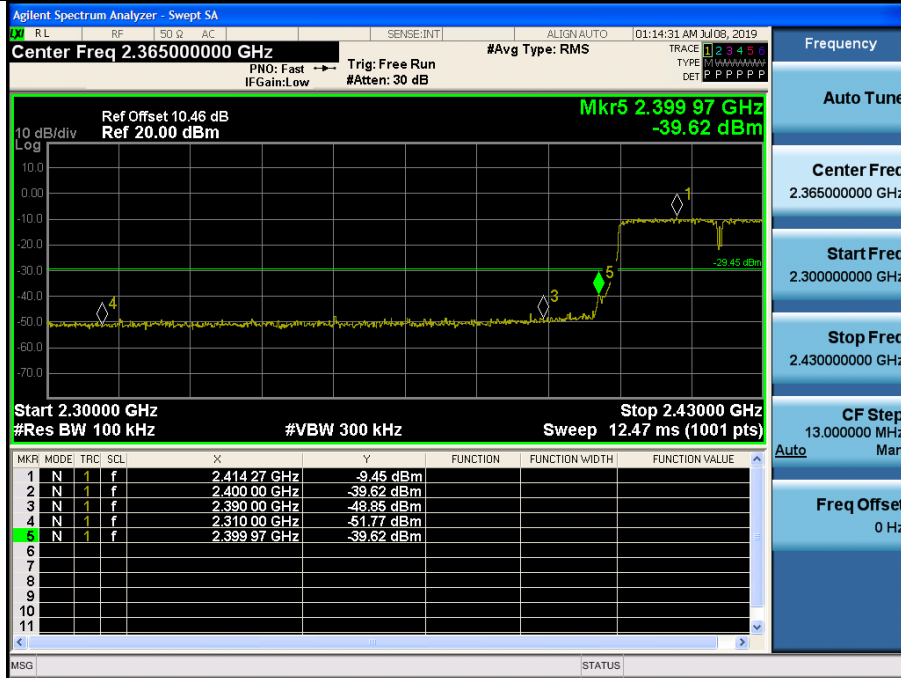 Agilent Spectrum Analyzer - Swept SA
LXI RL RF 50 Ω AC SENSE:INT ALIGN AUTO 01:14:31 AM Jul 08, 2019
Center Freq 2.365000000 GHz #Avg Type: RMS TRACE 1 2 3 4 5 6
PNO: Fast Trig: Free Run TYPE M W W W W W
IFGain:Low #Atten: 30 dB DET P P P P P P
Mkr5 2.399 97 GHz
-39.62 dBm
Ref Offset 10.46 dB
10 dB/div Ref 20.00 dBm
Log
10.0
0.00
-10.0
-20.0
-30.0
-40.0
-50.0
-60.0
-70.0
1
-29.45 dBm
5
3
4
Start 2.30000 GHz Stop 2.43000 GHz
#Res BW 100 kHz #VBW 300 kHz Sweep 12.47 ms (1001 pts)
MKR MODE TRC SCL X Y FUNCTION FUNCTION WIDTH FUNCTION VALUE
1 N 1 f 2.414 27 GHz -9.45 dBm
2 N 1 f 2.400 00 GHz -39.62 dBm
3 N 1 f 2.390 00 GHz -48.85 dBm
4 N 1 f 2.310 00 GHz -51.77 dBm
5 N 1 f 2.399 97 GHz -39.62 dBm
6
7
8
9
10
11
MSG STATUS
Frequency
Auto Tune
Center Freq
2.365000000 GHz
Start Freq
2.300000000 GHz
Stop Freq
2.430000000 GHz
CF Step
13.000000 MHz
Auto Man
Freq Offset
0 Hz